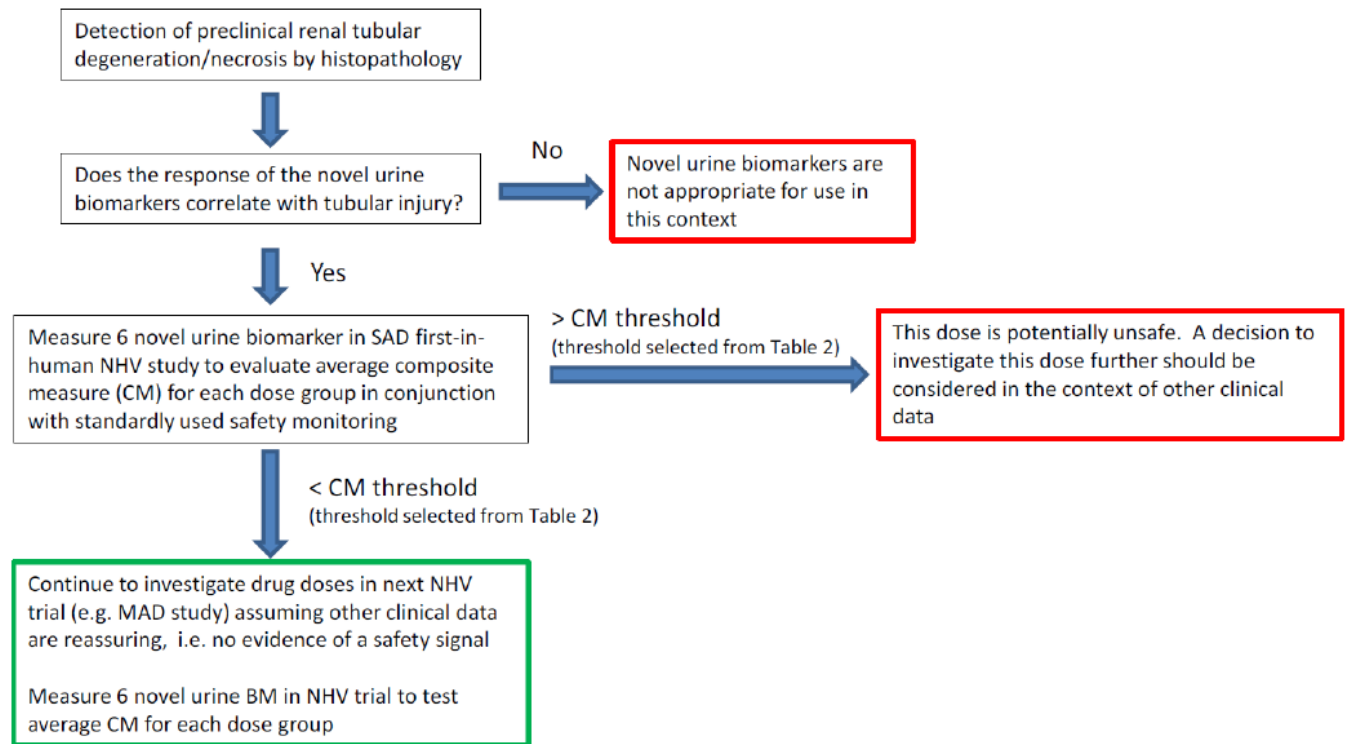 Detection of preclinical renal tubular
degeneration/necrosis by histopathology
Does the response of the novel urine
biomarkers correlate with tubular injury?
No
Novel urine biomarkers are
not appropriate for use in
this context
Yes
Measure 6 novel urine biomarker in SAD first-in-
human NHV study to evaluate average composite
measure (CM) for each dose group in conjunction
with standardly used safety monitoring
> CM threshold
(threshold selected from Table 2)
This dose is potentially unsafe. A decision to
investigate this dose further should be
considered in the context of other clinical
data
< CM threshold
(threshold selected from Table 2)
Continue to investigate drug doses in next NHV
trial (e.g. MAD study) assuming other clinical data
are reassuring, i.e. no evidence of a safety signal
Measure 6 novel urine BM in NHV trial to test
average CM for each dose group